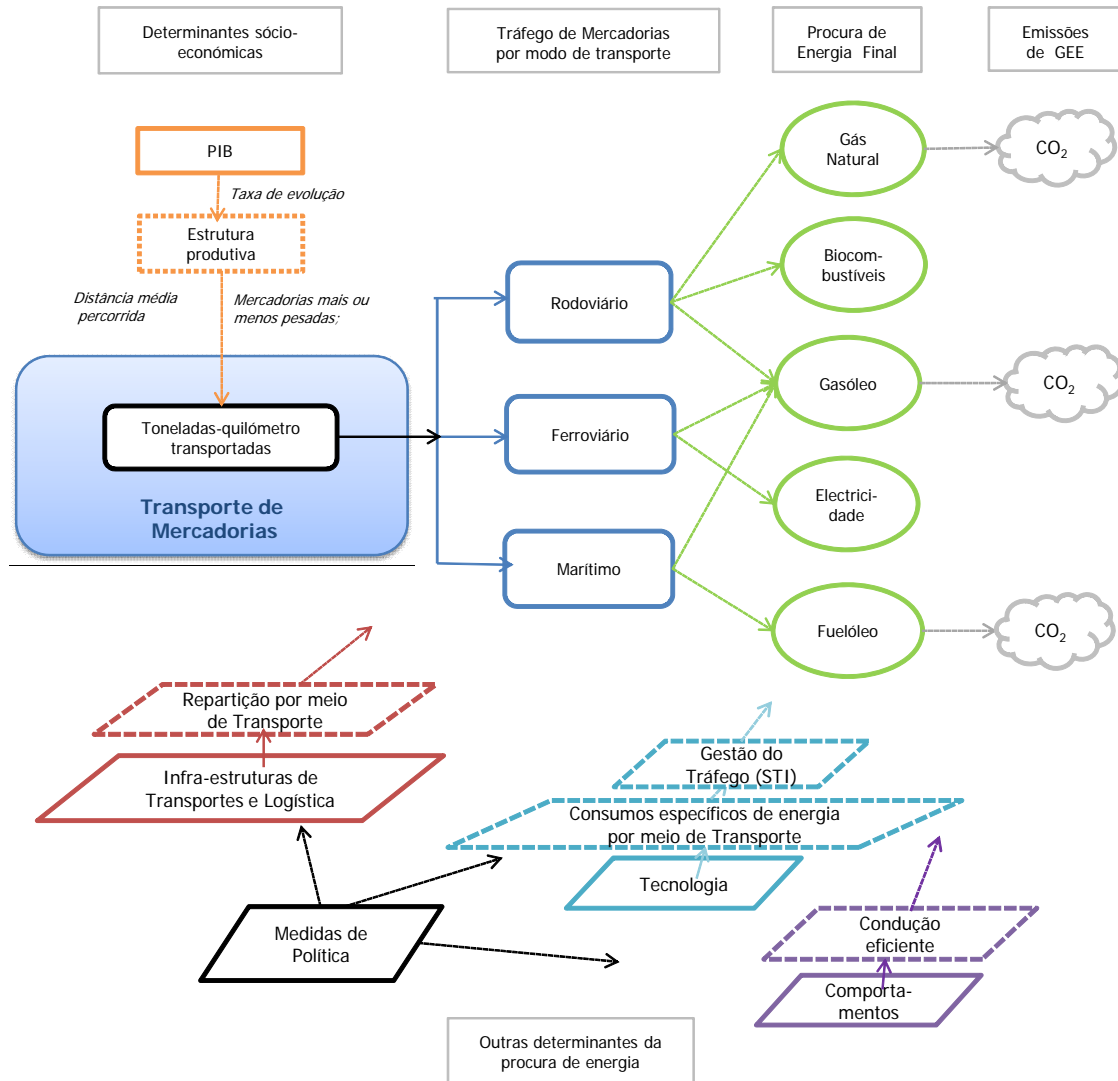 Determinantes sócio-
económicas
Tráfego de Mercadorias
por modo de transporte
Procura de
Energia Final
Emissões
de GEE
PIB
Taxa de evolução
Estrutura
produtiva
Distância média
percorrida
Mercadorias mais ou
menos pesadas;
Toneladas-quilómetro
transportadas
Transporte de
Mercadorias
Rodoviário
Ferroviário
Marítimo
Gás
Natural
Biocom-
bustíveis
Gasóleo
Electrici-
dade
Fuelóleo
CO2
CO2
CO2
Repartição por meio
de Transporte
Infra-estruturas de
Transportes e Logística
Gestão do
Tráfego (STI)
Consumos específicos de energia
por meio de Transporte
Tecnologia
Medidas de
Política
Condução
eficiente
Comporta-
mentos
Outras determinantes da
procura de energia